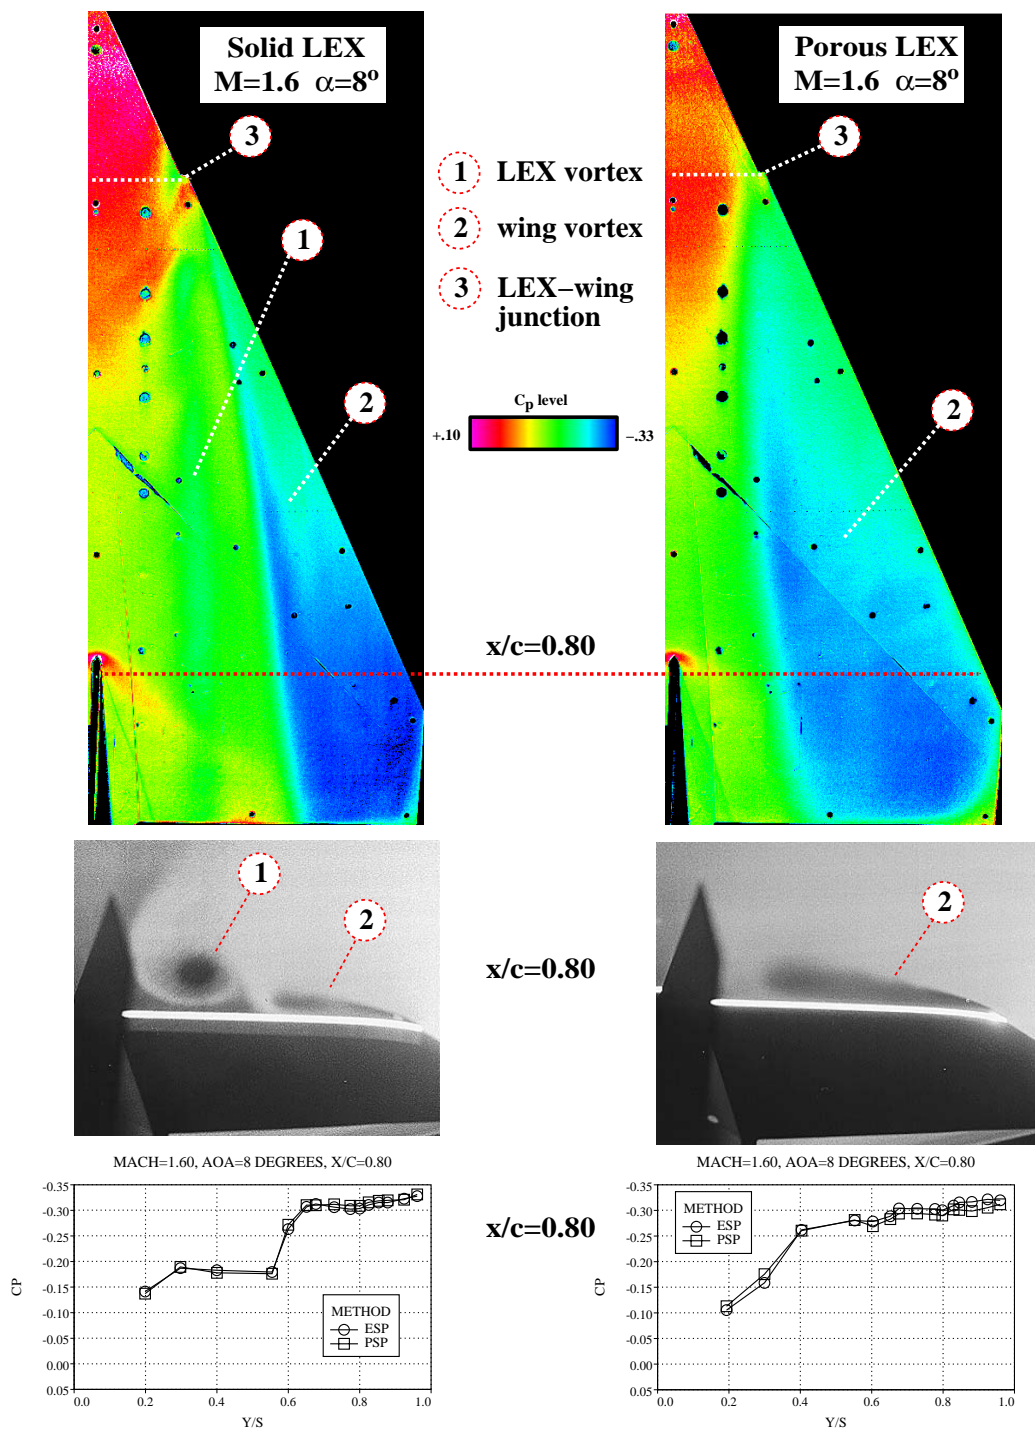 Solid LEX
M=1.6 α=8°
Porous LEX
M=1.6 α=8°
3
3
1 LEX vortex
2 wing vortex
3 LEX–wing
junction
1
2
2
Cp level
+.10
–.33
x/c=0.80
1
2
2
x/c=0.80
MACH=1.60, AOA=8 DEGREES, X/C=0.80
-0.35
-0.30
-0.25
-0.20
-0.15
-0.10
-0.05
0.00
0.05
CP
METHOD
ESP
PSP
0.0 0.2 0.4 0.6 0.8 1.0
Y/S
x/c=0.80
MACH=1.60, AOA=8 DEGREES, X/C=0.80
-0.35
-0.30
-0.25
-0.20
-0.15
-0.10
-0.05
0.00
0.05
CP
METHOD
ESP
PSP
0.0 0.2 0.4 0.6 0.8 1.0
Y/S